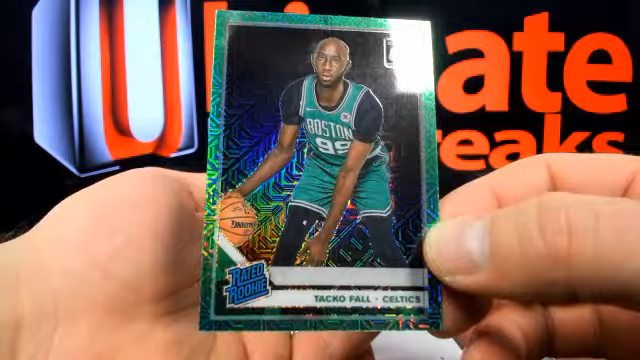 U
ate
eaks
BOSTON
99
RATED
ROOKIE
TACKO FALL · CELTICS